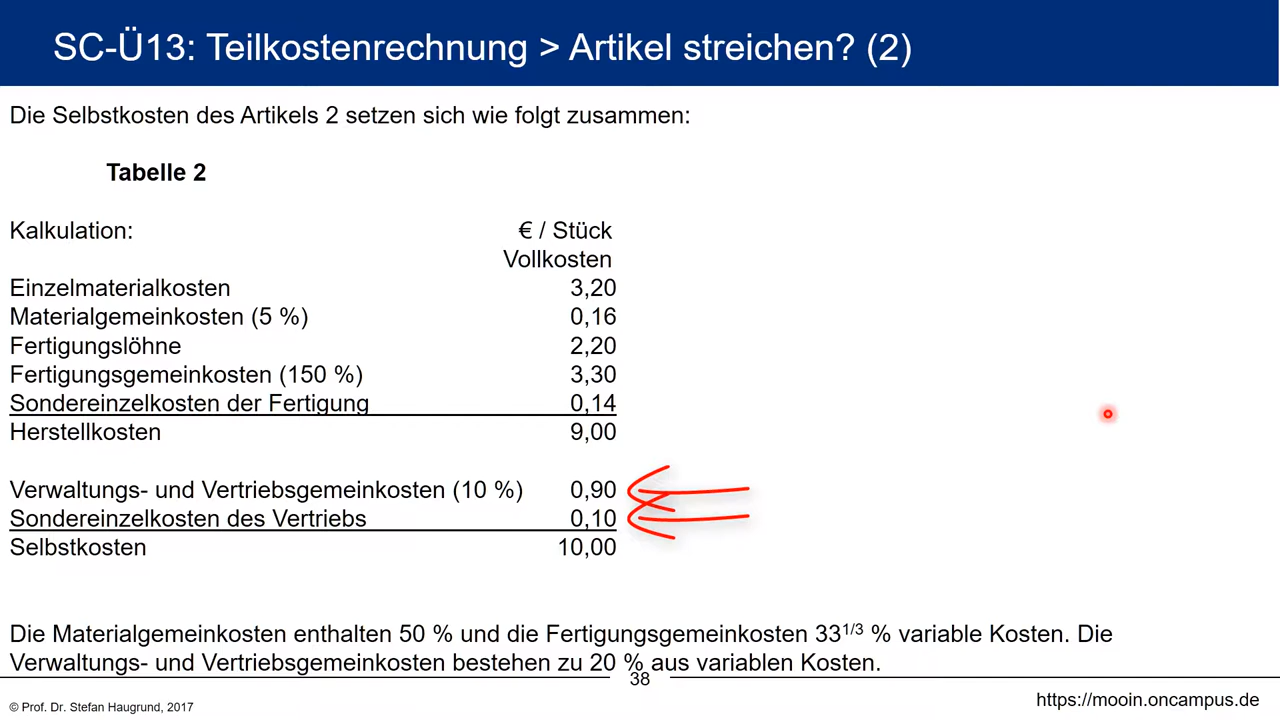 SC-Ü13: Teilkostenrechnung > Artikel streichen? (2)
Die Selbstkosten des Artikels 2 setzen sich wie folgt zusammen:
Tabelle 2
Kalkulation: € / Stück
Vollkosten
Einzelmaterialkosten 3,20
Materialgemeinkosten (5 %) 0,16
Fertigungslöhne 2,20
Fertigungsgemeinkosten (150 %) 3,30
Sondereinzelkosten der Fertigung 0,14
Herstellkosten 9,00
Verwaltungs- und Vertriebsgemeinkosten (10 %) 0,90
Sondereinzelkosten des Vertriebs 0,10
Selbstkosten 10,00
Die Materialgemeinkosten enthalten 50 % und die Fertigungsgemeinkosten 33 1/3 % variable Kosten. Die
Verwaltungs- und Vertriebsgemeinkosten bestehen zu 20 % aus variablen Kosten.
38
© Prof. Dr. Stefan Haugrund, 2017 https://mooin.oncampus.de